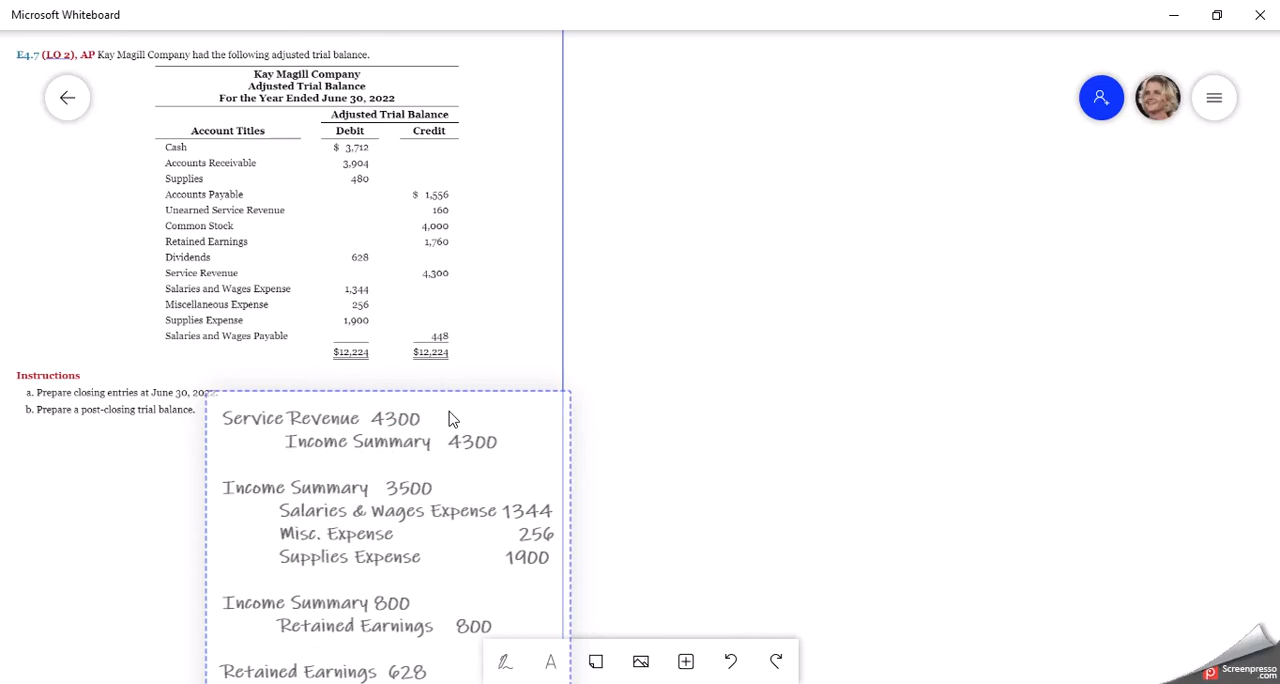 Microsoft Whiteboard
E4.7 (LO 2), AP Kay Magill Company had the following adjusted trial balance.
Kay Magill Company
Adjusted Trial Balance
For the Year Ended June 30, 2022
Adjusted Trial Balance
Account Titles Debit Credit
Cash $ 3,712
Accounts Receivable 3,904
Supplies 480
Accounts Payable $ 1,556
Unearned Service Revenue 160
Common Stock 4,000
Retained Earnings 1,760
Dividends 628
Service Revenue 4,300
Salaries and Wages Expense 1,344
Miscellaneous Expense 256
Supplies Expense 1,900
Salaries and Wages Payable 448
$12,224 $12,224
Instructions
a. Prepare closing entries at June 30, 2022.
b. Prepare a post-closing trial balance.
Service Revenue 4300
Income Summary 4300
Income Summary 3500
Salaries & Wages Expense 1344
Misc. Expense 256
Supplies Expense 1900
Income Summary 800
Retained Earnings 800
Retained Earnings 628
A
Screenpresso
.com